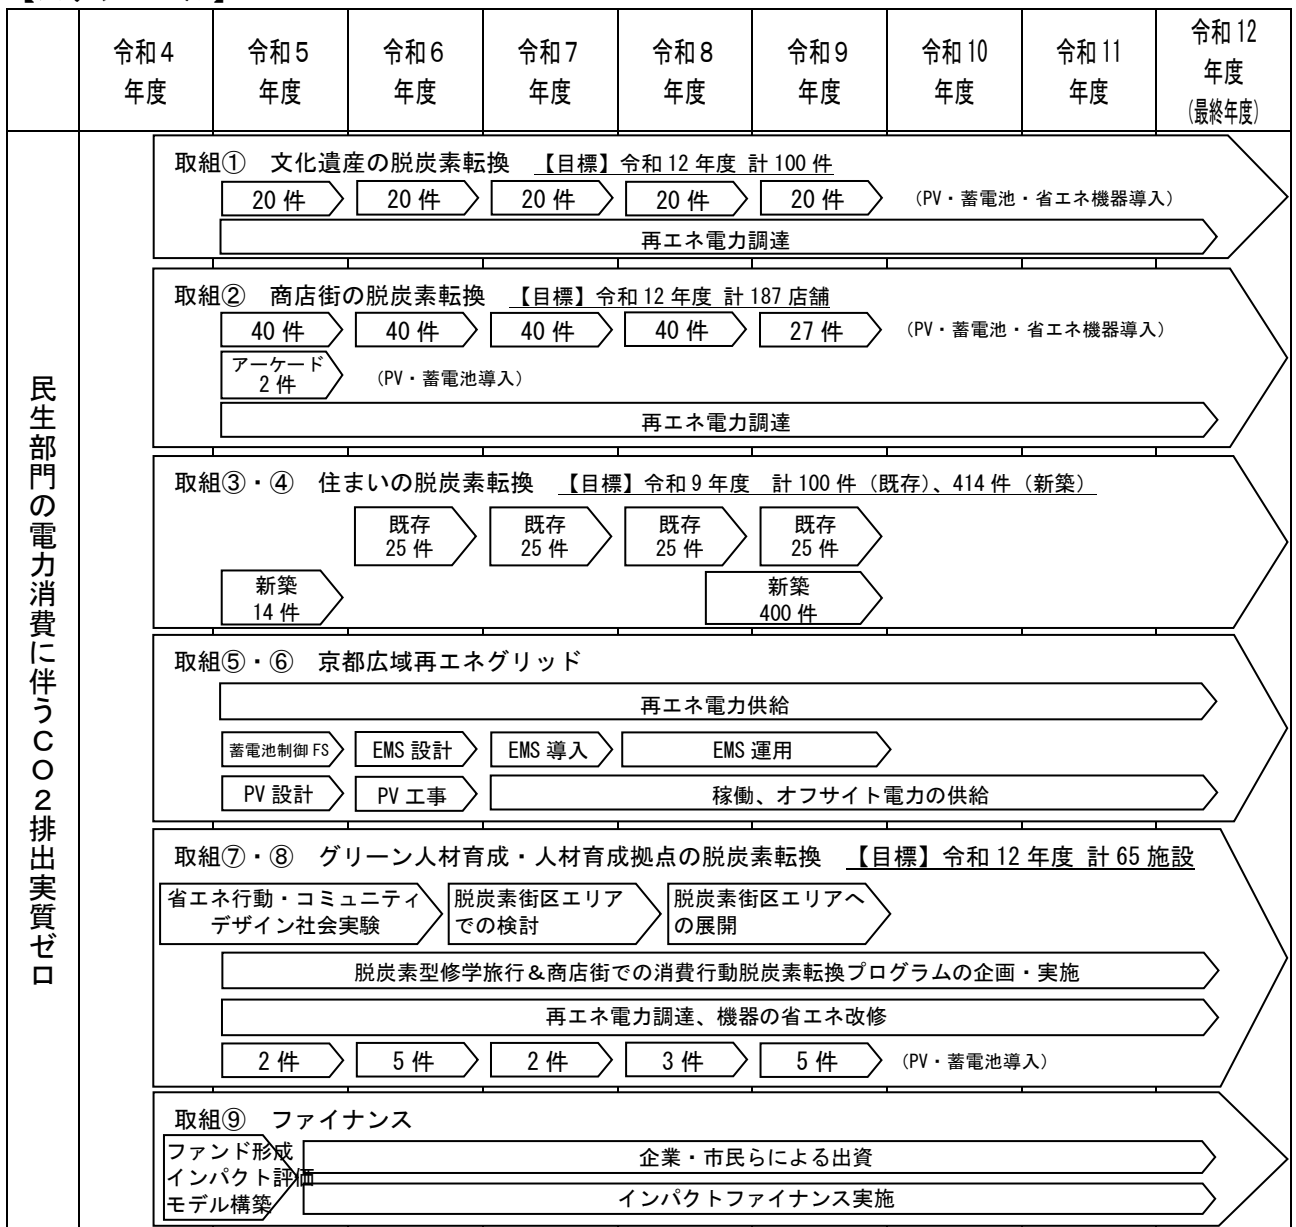 令和4年度
令和5年度
令和6年度
令和7年度
令和8年度
令和9年度
令和10年度
令和11年度
令和12年度
(最終年度)
民生部門の電力消費に伴うCO2排出実質ゼロ
取組① 文化遺産の脱炭素転換 【目標】令和12年度 計100件
20件 20件 20件 20件 20件 (PV・蓄電池・省エネ機器導入)
再エネ電力調達
取組② 商店街の脱炭素転換 【目標】令和12年度 計187店舗
40件 40件 40件 40件 27件 (PV・蓄電池・省エネ機器導入)
アーケード
2件 (PV・蓄電池導入)
再エネ電力調達
取組③・④ 住まいの脱炭素転換 【目標】令和9年度 計100件(既存)、414件(新築)
既存 既存 既存 既存
25件 25件 25件 25件
新築 新築
14件 400件
取組⑤・⑥ 京都広域再エネグリッド
再エネ電力供給
蓄電池制御FS EMS設計 EMS導入 EMS運用
PV設計 PV工事 稼働、オフサイト電力の供給
取組⑦・⑧ グリーン人材育成・人材育成拠点の脱炭素転換 【目標】令和12年度 計65施設
省エネ行動・コミュニティ
デザイン社会実験
脱炭素街区エリア
での検討
脱炭素街区エリアへ
の展開
脱炭素型修学旅行&商店街での消費行動脱炭素転換プログラムの企画・実施
再エネ電力調達、機器の省エネ改修
2件 5件 2件 3件 5件 (PV・蓄電池導入)
取組⑨ ファイナンス
ファンド形成
インパクト評価
モデル構築
企業・市民らによる出資
インパクトファイナンス実施